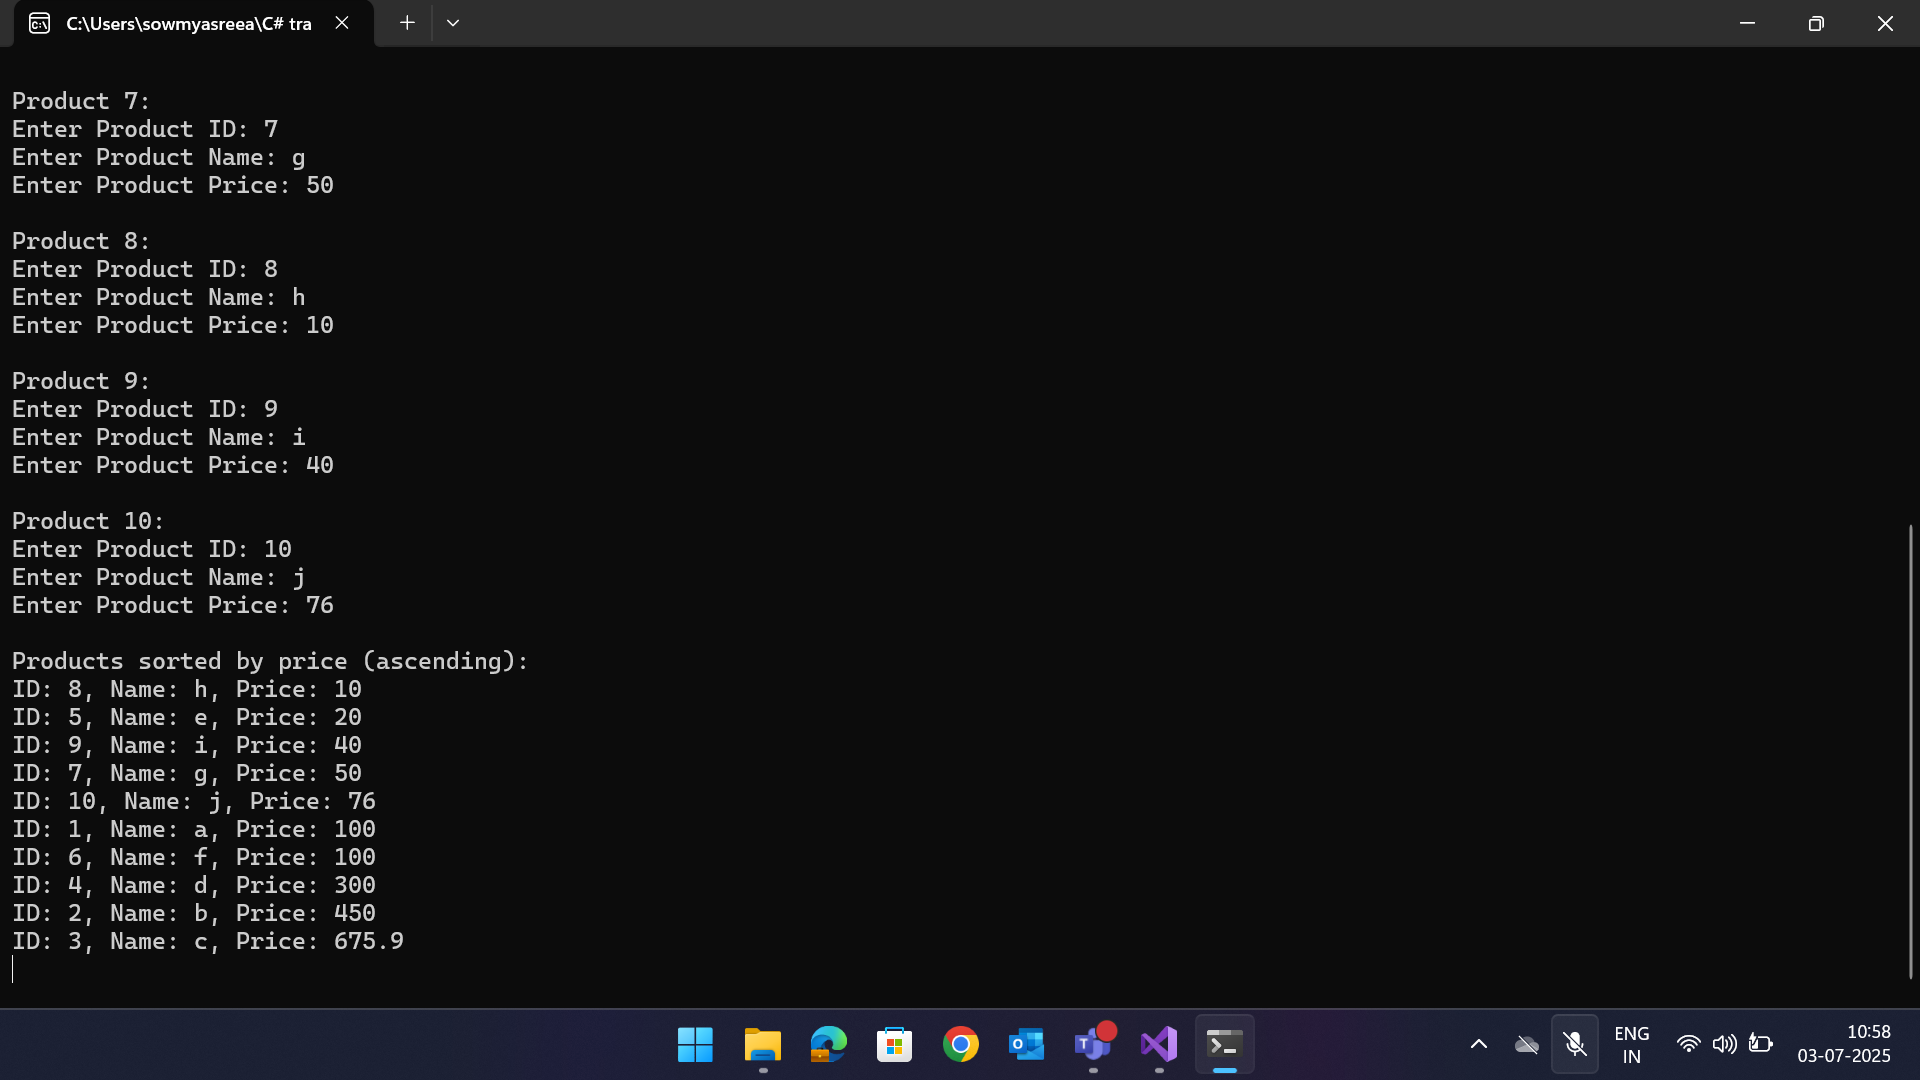 C:\Users\sowmyasreea\C# tra
Product 7:
Enter Product ID: 7
Enter Product Name: g
Enter Product Price: 50
Product 8:
Enter Product ID: 8
Enter Product Name: h
Enter Product Price: 10
Product 9:
Enter Product ID: 9
Enter Product Name: i
Enter Product Price: 40
Product 10:
Enter Product ID: 10
Enter Product Name: j
Enter Product Price: 76
Products sorted by price (ascending):
ID: 8, Name: h, Price: 10
ID: 5, Name: e, Price: 20
ID: 9, Name: i, Price: 40
ID: 7, Name: g, Price: 50
ID: 10, Name: j, Price: 76
ID: 1, Name: a, Price: 100
ID: 6, Name: f, Price: 100
ID: 4, Name: d, Price: 300
ID: 2, Name: b, Price: 450
ID: 3, Name: c, Price: 675.9
ENG
IN
10:58
03-07-2025